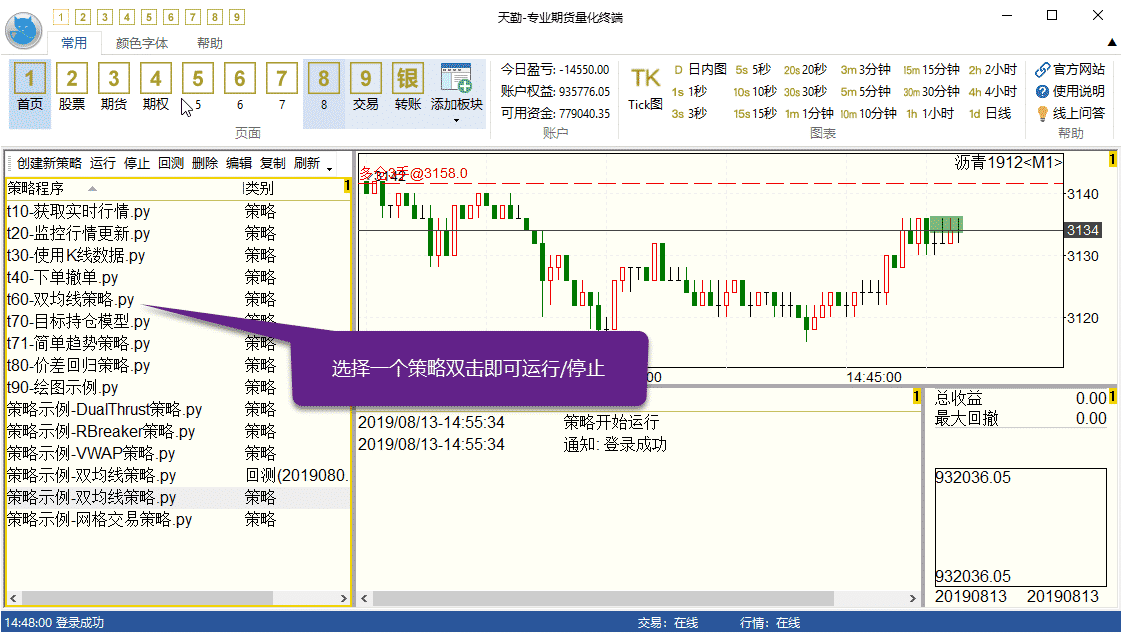 天勤-专业期货量化终端
1 2 3 4 5 6 7 8 9
常用 颜色字体 帮助
1 2 3 4 5 6 7 8 9 银
首页 股票 期货 期权 5 6 7 8 交易 转账 添加板块
页面
今日盈亏: -14550.00
账户权益: 935776.05
可用资金: 779040.35
账户
TK
Tick图
D 日内图 5s 5秒 20s 20秒 3m 3分钟 15m 15分钟 2h 2小时
1s 1秒 10s 10秒 30s 30秒 5m 5分钟 30m 30分钟 4h 4小时
3s 3秒 15s 15秒 1m 1分钟 10m 10分钟 1h 1小时 1d 日线
图表
官方网站
使用说明
线上问答
帮助
创建新策略 运行 停止 回测 删除 编辑 复制 刷新
策略程序 类别 1
t10-获取实时行情.py 策略
t20-监控行情更新.py 策略
t30-使用K线数据.py 策略
t40-下单撤单.py 策略
t60-双均线策略.py 策略
t70-目标持仓模型.py 策略
t71-简单趋势策略.py 策略
t80-价差回归策略.py 策略
t90-绘图示例.py 策略
策略示例-DualThrust策略.py 策略
策略示例-RBreaker策略.py 策略
策略示例-VWAP策略.py 策略
策略示例-双均线策略.py 回测(2019080.
策略示例-双均线策略.py 策略
策略示例-网格交易策略.py 策略
选择一个策略双击即可运行/停止
沥青1912<M1>
1
3手@3158.0
3142
3140
3134
3130
3120
:00 14:45:00
1
2019/08/13-14:55:34 策略开始运行
2019/08/13-14:55:34 通知: 登录成功
总收益 0.00 1
最大回撤 0.00
932036.05
932036.05
20190813 20190813
14:48:00 登录成功 交易: 在线 行情: 在线